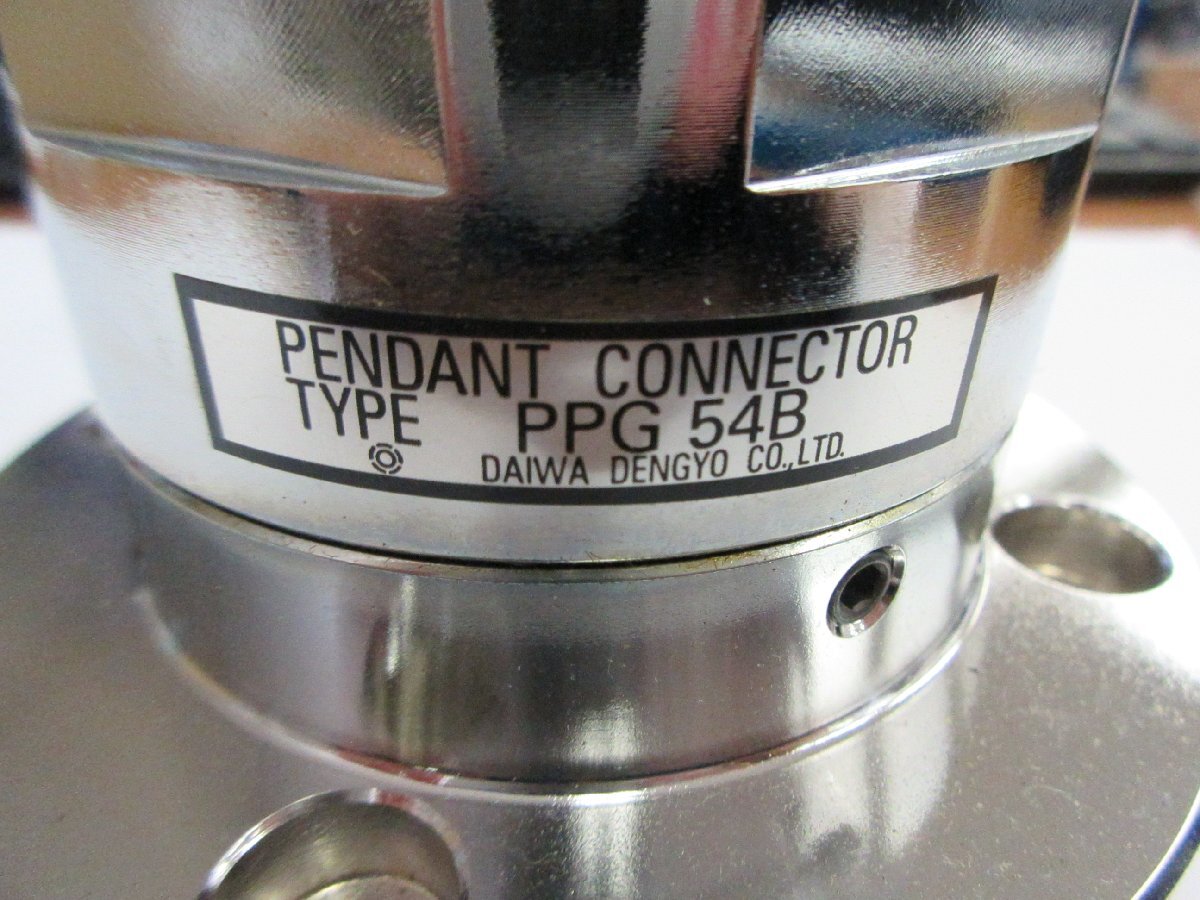 PENDANT CONNECTOR
TYPE PPG 54B
DAIWA DENGYO CO.,LTD.